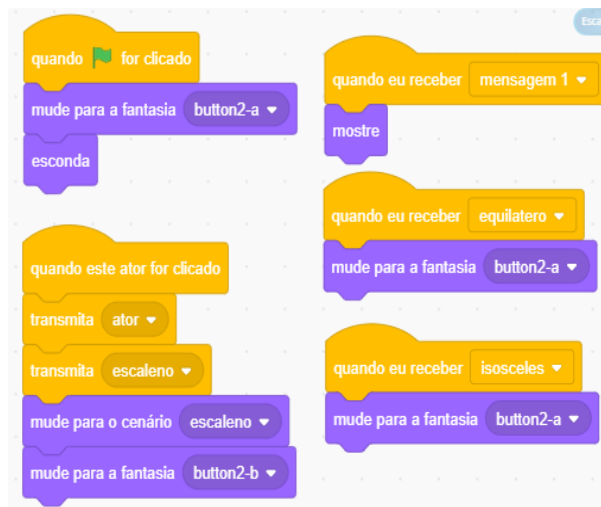 quando for clicado
mude para a fantasia button2-a
esconda
quando este ator for clicado
transmita ator
transmita escaleno
mude para o cenário escaleno
mude para a fantasia button2-b
Esca
quando eu receber mensagem 1
mostre
quando eu receber equilatero
mude para a fantasia button2-a
quando eu receber isosceles
mude para a fantasia button2-a